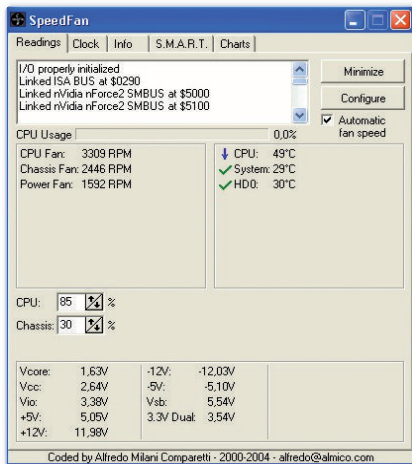 SpeedFan
Readings Clock Info S.M.A.R.T. Charts
I/O properly initialized
Linked ISA BUS at $0290
Linked nVidia nForce2 SMBUS at $5000
Linked nVidia nForce2 SMBUS at $5100
Minimize
Configure
Automatic
fan speed
CPU Usage 0,0%
CPU Fan: 3309 RPM
Chassis Fan: 2446 RPM
Power Fan: 1592 RPM
CPU: 49°C
System: 29°C
HD0: 30°C
CPU: 85 %
Chassis: 30 %
Vcore: 1,63V
Vcc: 2,64V
Vio: 3,38V
+5V: 5,05V
+12V: 11,98V
-12V: -12,03V
-5V: -5,10V
Vsb: 5,54V
3.3V Dual: 3,54V
Coded by Alfredo Milani Comparetti - 2000-2004 - alfredo@almico.com